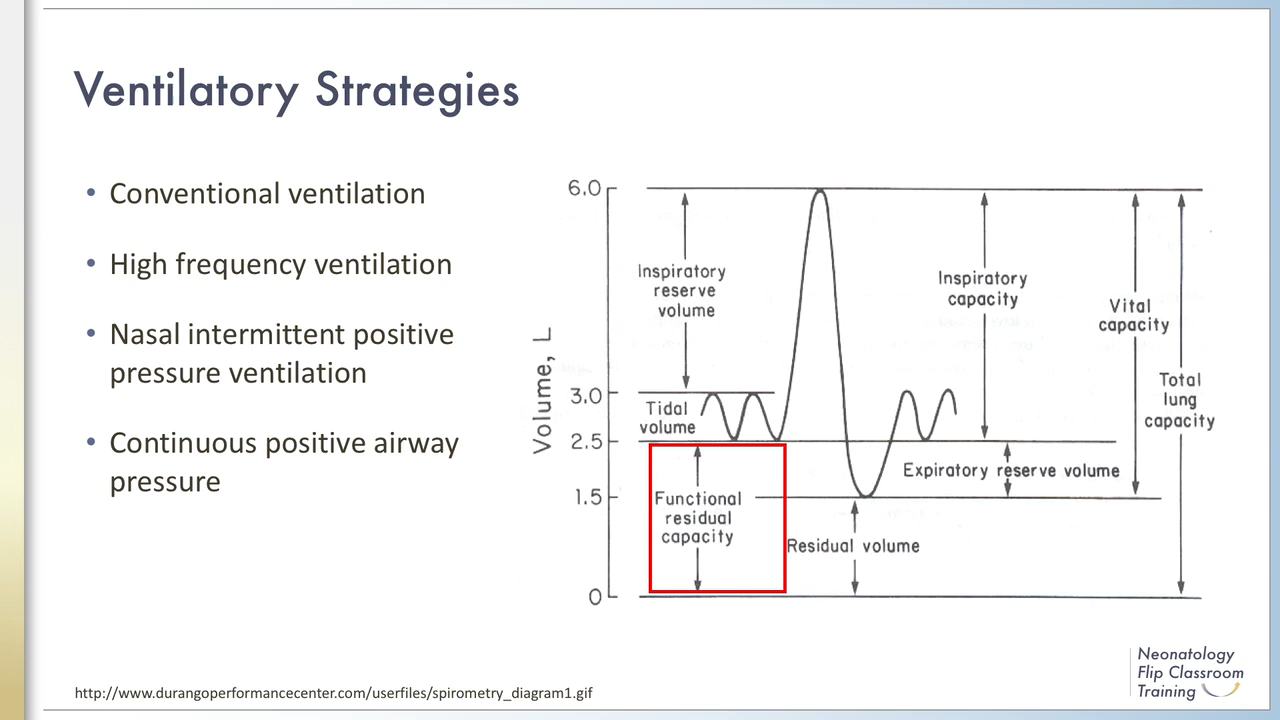 Ventilatory Strategies
• Conventional ventilation
• High frequency ventilation
• Nasal intermittent positive
pressure ventilation
• Continuous positive airway
pressure
Volume, L
6.0
3.0
2.5
1.5
0
Inspiratory
reserve
volume
Tidal
volume
Functional
residual
capacity
Residual volume
Inspiratory
capacity
Expiratory reserve volume
Vital
capacity
Total
lung
capacity
http://www.durangoperformancecenter.com/userfiles/spirometry_diagram1.gif
Neonatology
Flip Classroom
Training